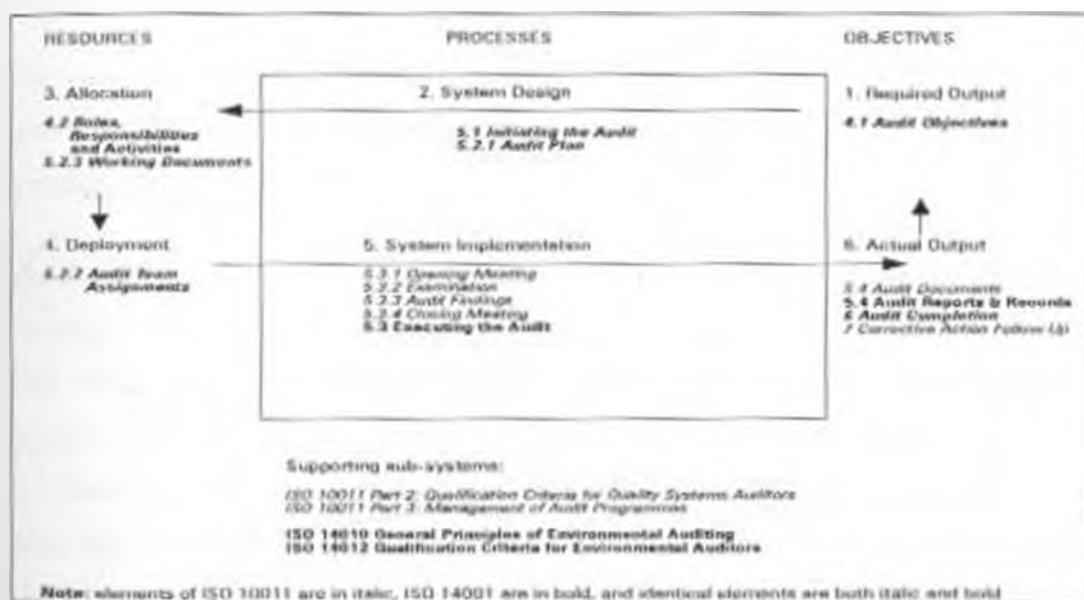 RESOURCES
PROCESSES
OBJECTIVES
3. Allocation
4.2 Roles,
Responsibilities
and Activities
5.2.3 Working Documents
2. System Design
5.1 Initiating the Audit
5.2.1 Audit Plan
1. Required Output
4.1 Audit Objectives
4. Deployment
5.2.2 Audit Team
Assignments
5. System Implementation
5.3.1 Opening Meeting
5.3.2 Examination
5.3.3 Audit Findings
5.3.4 Closing Meeting
5.3 Executing the Audit
6. Actual Output
5.4 Audit Documents
5.4 Audit Reports & Records
6 Audit Completion
7 Corrective Action Follow Up
Supporting sub-systems:
ISO 10011 Part 2: Qualification Criteria for Quality Systems Auditors
ISO 10011 Part 3: Management of Audit Programmes
ISO 14010 General Principles of Environmental Auditing
ISO 14012 Qualification Criteria for Environmental Auditors
Note: elements of ISO 10011 are in italic, ISO 14001 are in bold, and identical elements are both italic and bold